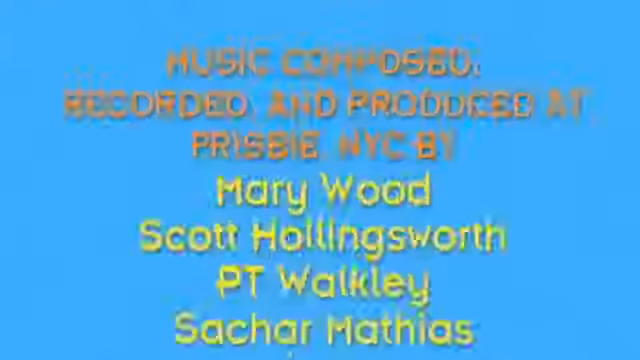 MUSIC COMPOSED,
RECORDED, AND PRODUCED AT
FRISBIE, NYC BY
Mary Wood
Scott Hollingsworth
PT Walkley
Sachar Mathias